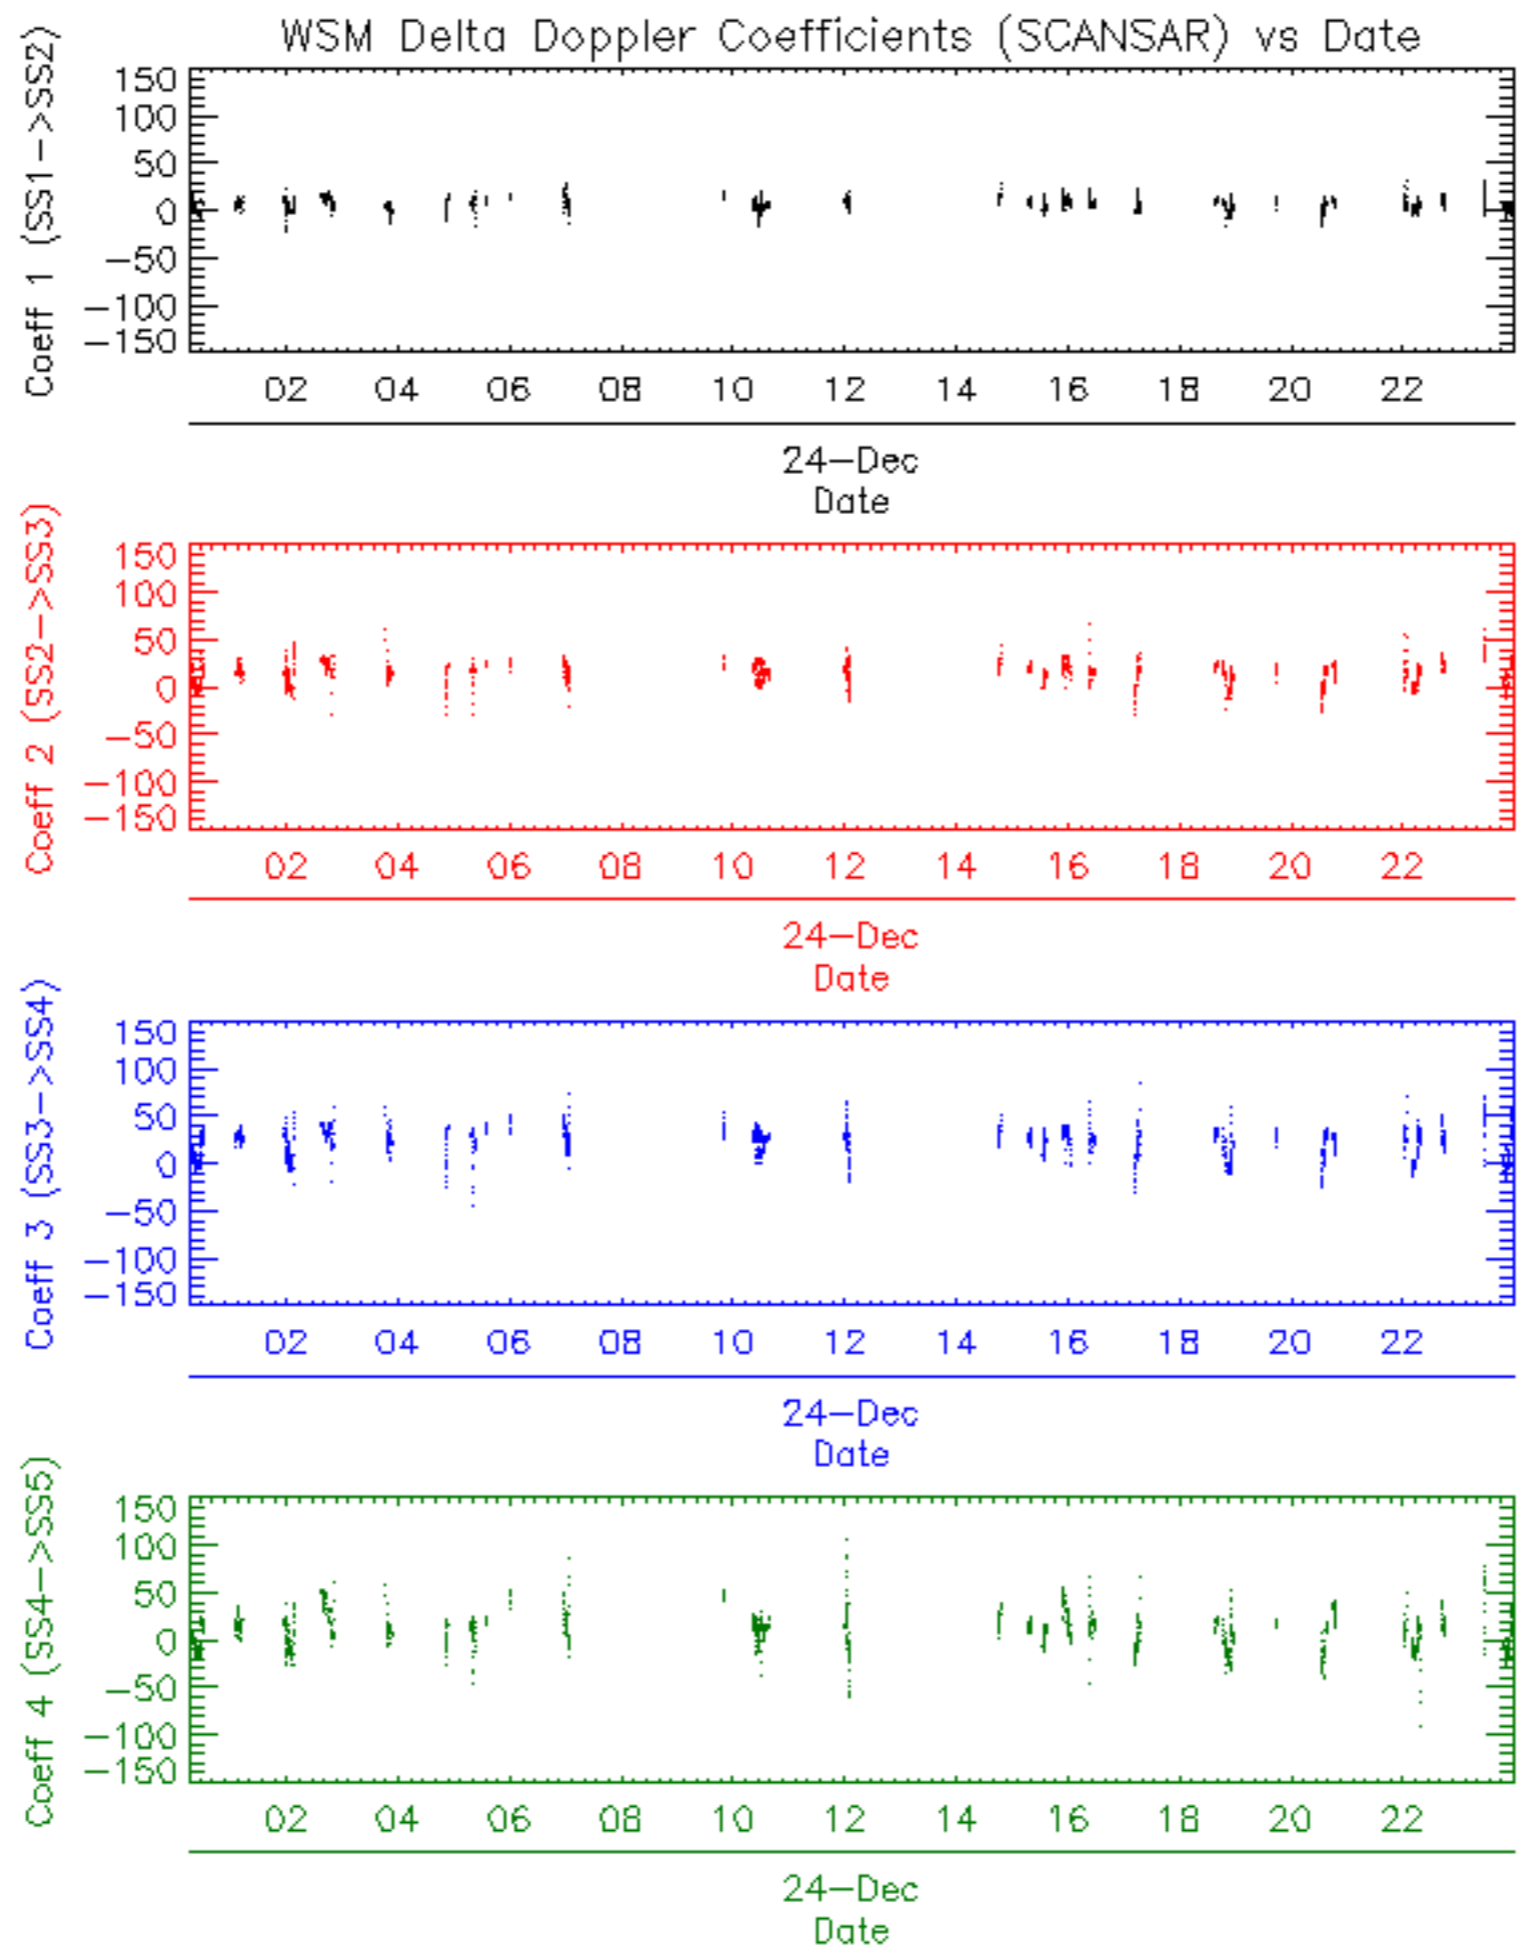 WSM Delta Doppler Coefficients (SCANSAR) vs Date
Coeff 1 (SS1->SS2)
150
100
50
0
-50
-100
-150
02 04 06 08 10 12 14 16 18 20 22
24-Dec
Date
Coeff 2 (SS2->SS3)
150
100
50
0
-50
-100
-150
02 04 06 08 10 12 14 16 18 20 22
24-Dec
Date
Coeff 3 (SS3->SS4)
150
100
50
0
-50
-100
-150
02 04 06 08 10 12 14 16 18 20 22
24-Dec
Date
Coeff 4 (SS4->SS5)
150
100
50
0
-50
-100
-150
02 04 06 08 10 12 14 16 18 20 22
24-Dec
Date